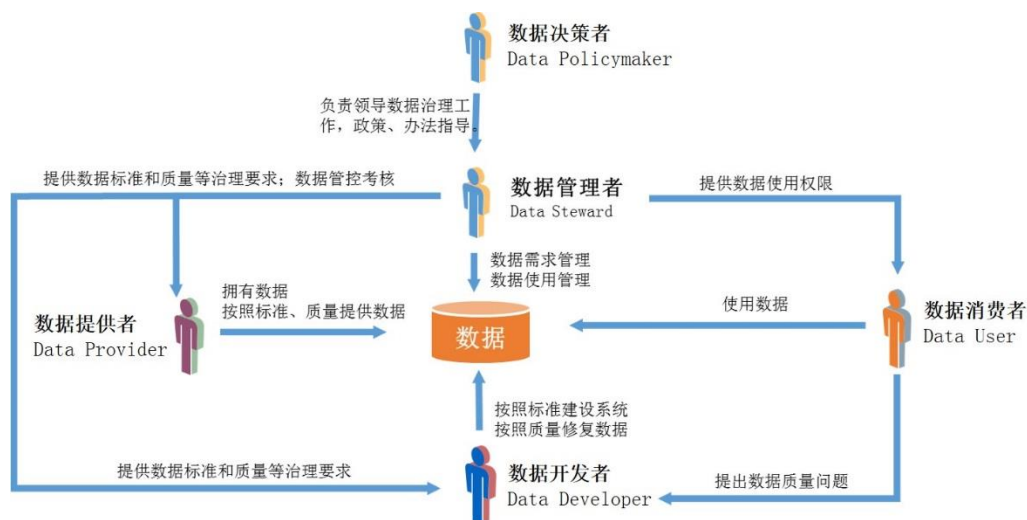 数据决策者
Data Policymaker
负责领导数据治理工
作，政策、办法指导。
提供数据标准和质量等治理要求；数据管控考核
数据管理者
Data Steward
提供数据使用权限
数据需求管理
数据使用管理
拥有数据
按照标准、质量提供数据
数据提供者
Data Provider
数据
使用数据
数据消费者
Data User
按照标准建设系统
按照质量修复数据
提供数据标准和质量等治理要求
数据开发者
Data Developer
提出数据质量问题